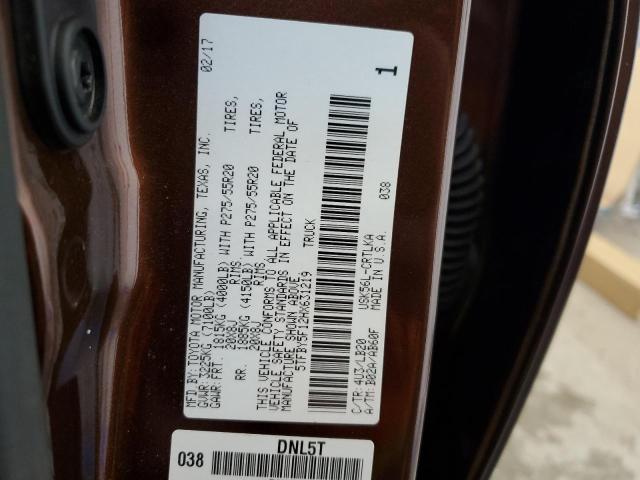 MFD.BY:TOYOTA MOTOR MANUFACTURING, TEXAS, INC. 02/17
GVWR: 3225KG (7100LB)
GAWR:FRT. 1815KG (4000LB) WITH P275/55R20 TIRES,
20X8J RIMS,
RR. 1885KG (4150LB) WITH P275/55R20 TIRES,
20X8J RIMS.
THIS VEHICLE CONFORMS TO ALL APPLICABLE FEDERAL MOTOR
VEHICLE SAFETY STANDARDS IN EFFECT ON THE DATE OF
MANUFACTURE SHOWN ABOVE.
5TFBY5F12HX631219 TRUCK
1
038
C/TR:4U3/LB20 USK56L-CRTLKA
A/TM:B02A/AB60F MADE IN U.S.A.
DNL5T
038